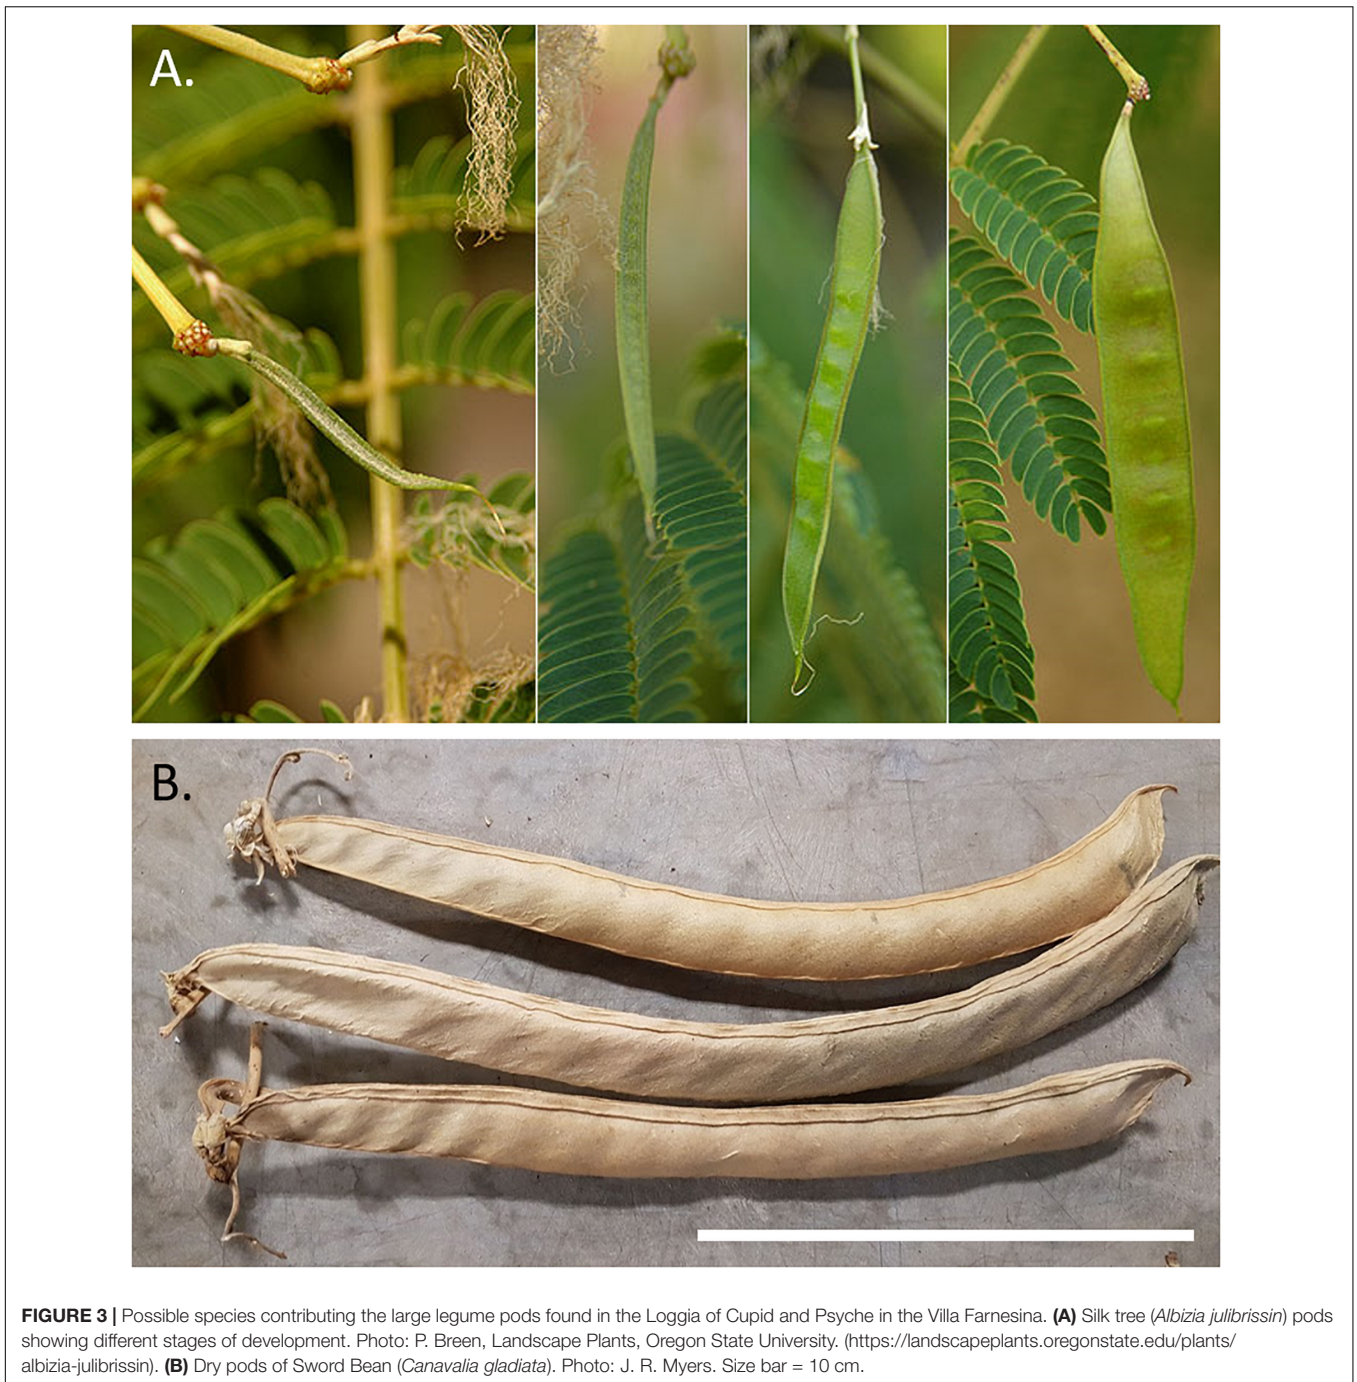 A.
B.
FIGURE 3 | Possible species contributing the large legume pods found in the Loggia of Cupid and Psyche in the Villa Farnesina. (A) Silk tree (Albizia julibrissin) pods
showing different stages of development. Photo: P. Breen, Landscape Plants, Oregon State University. (https://landscapeplants.oregonstate.edu/plants/
albizia-julibrissin). (B) Dry pods of Sword Bean (Canavalia gladiata). Photo: J. R. Myers. Size bar = 10 cm.